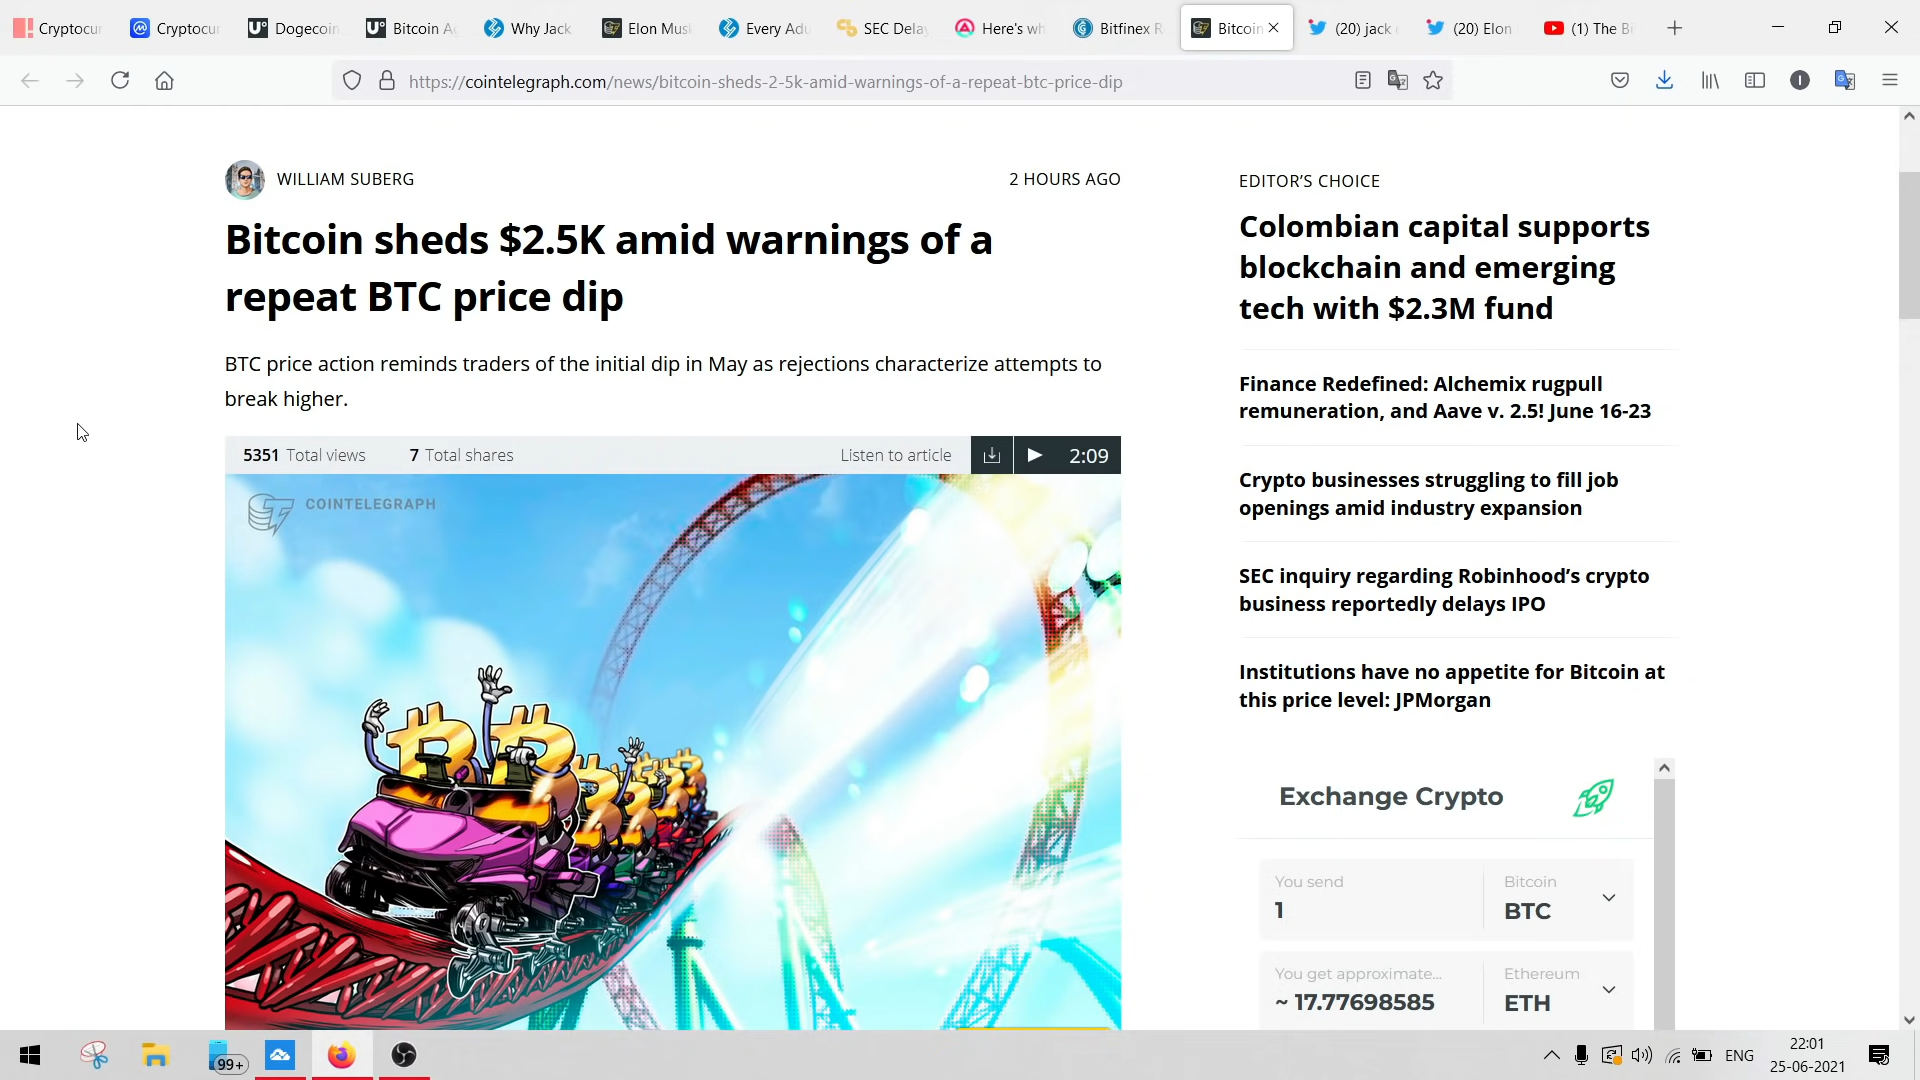 Cryptocur
Cryptocur
Dogecoin
Bitcoin A
Why Jack
Elon Musk
Every Adu
SEC Delay
Here's wh
Bitfinex R
Bitcoin
(20) jack
(20) Elon
(1) The B
https://cointelegraph.com/news/bitcoin-sheds-2-5k-amid-warnings-of-a-repeat-btc-price-dip
WILLIAM SUBERG
2 HOURS AGO
Bitcoin sheds $2.5K amid warnings of a
repeat BTC price dip
BTC price action reminds traders of the initial dip in May as rejections characterize attempts to
break higher.
5351 Total views
7 Total shares
Listen to article
2:09
COINTELEGRAPH
EDITOR'S CHOICE
Colombian capital supports
blockchain and emerging
tech with $2.3M fund
Finance Redefined: Alchemix rugpull
remuneration, and Aave v. 2.5! June 16-23
Crypto businesses struggling to fill job
openings amid industry expansion
SEC inquiry regarding Robinhood's crypto
business reportedly delays IPO
Institutions have no appetite for Bitcoin at
this price level: JPMorgan
Exchange Crypto
You send
1
Bitcoin
BTC
You get approximate...
~ 17.77698585
Ethereum
ETH
99+
ENG
22:01
25-06-2021